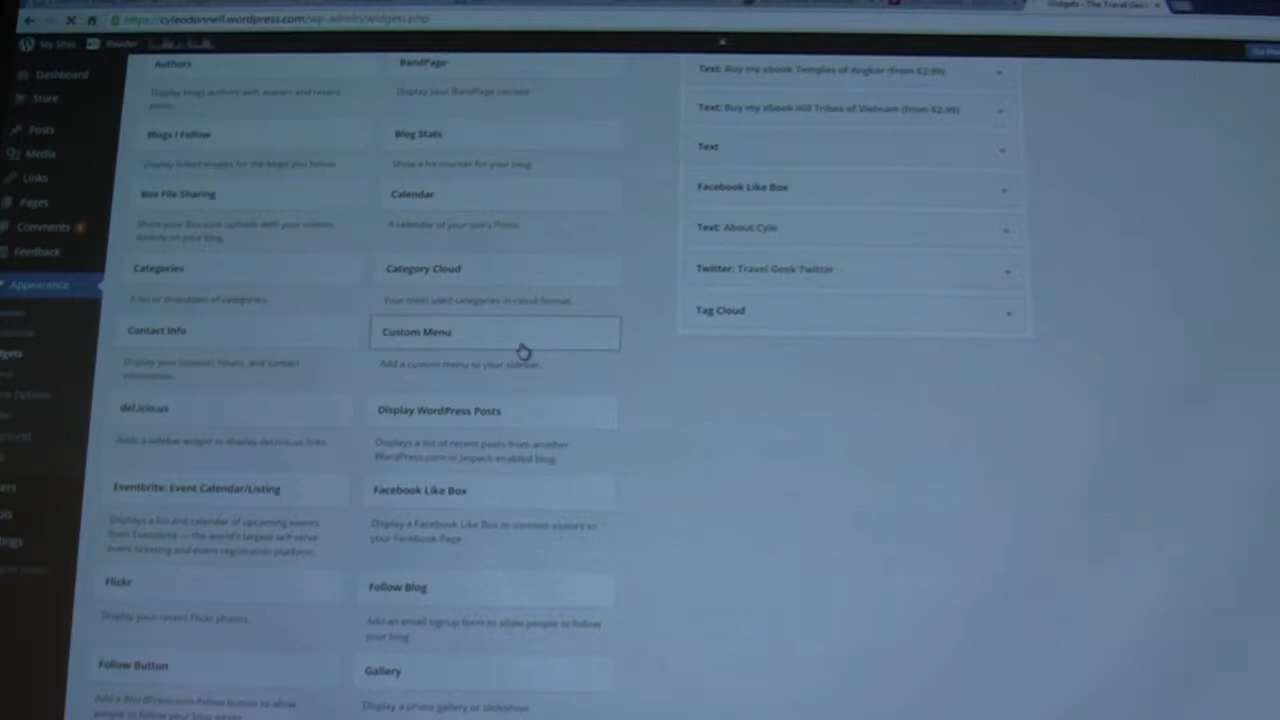 Widgets - The Travel Geek
https://cyleodonnell.wordpress.com/wp-admin/widgets.php
My Sites
Reader
Dashboard
Store
Posts
Media
Links
Pages
Comments
Feedback
Appearance
Authors
Display blogs authors with avatars and recent
posts.
BandPage
Display your BandPage content
Blogs I Follow
Display linked images for the blogs you follow.
Blog Stats
Show a hit counter for your blog.
Box File Sharing
Share your Box.com uploads with your visitors
directly on your blog.
Calendar
A calendar of your site's Posts.
Categories
A list or dropdown of categories.
Category Cloud
Your most used categories in cloud format.
Contact Info
Display your location, hours, and contact
information.
Custom Menu
Add a custom menu to your sidebar.
del.icio.us
Adds a sidebar widget to display del.icio.us links.
Display WordPress Posts
Displays a list of recent posts from another
WordPress.com or Jetpack-enabled blog.
Eventbrite: Event Calendar/Listing
Displays a list and calendar of upcoming events
from Eventbrite — the world's largest self-serve
event ticketing and event registration platform.
Facebook Like Box
Display a Facebook Like Box to connect visitors to
your Facebook Page
Flickr
Display your recent Flickr photos.
Follow Blog
Add an email signup form to allow people to follow
your blog
Follow Button
Add a WordPress.com follow button to allow
people to follow your blog easily
Gallery
Display a photo gallery or slideshow
Text: Buy my ebook Temples of Angkor (from $2.99)
Text: Buy my ebook Hill Tribes of Vietnam (from $2.99)
Text
Facebook Like Box
Text: About Cyle
Twitter: Travel Geek Twitter
Tag Cloud